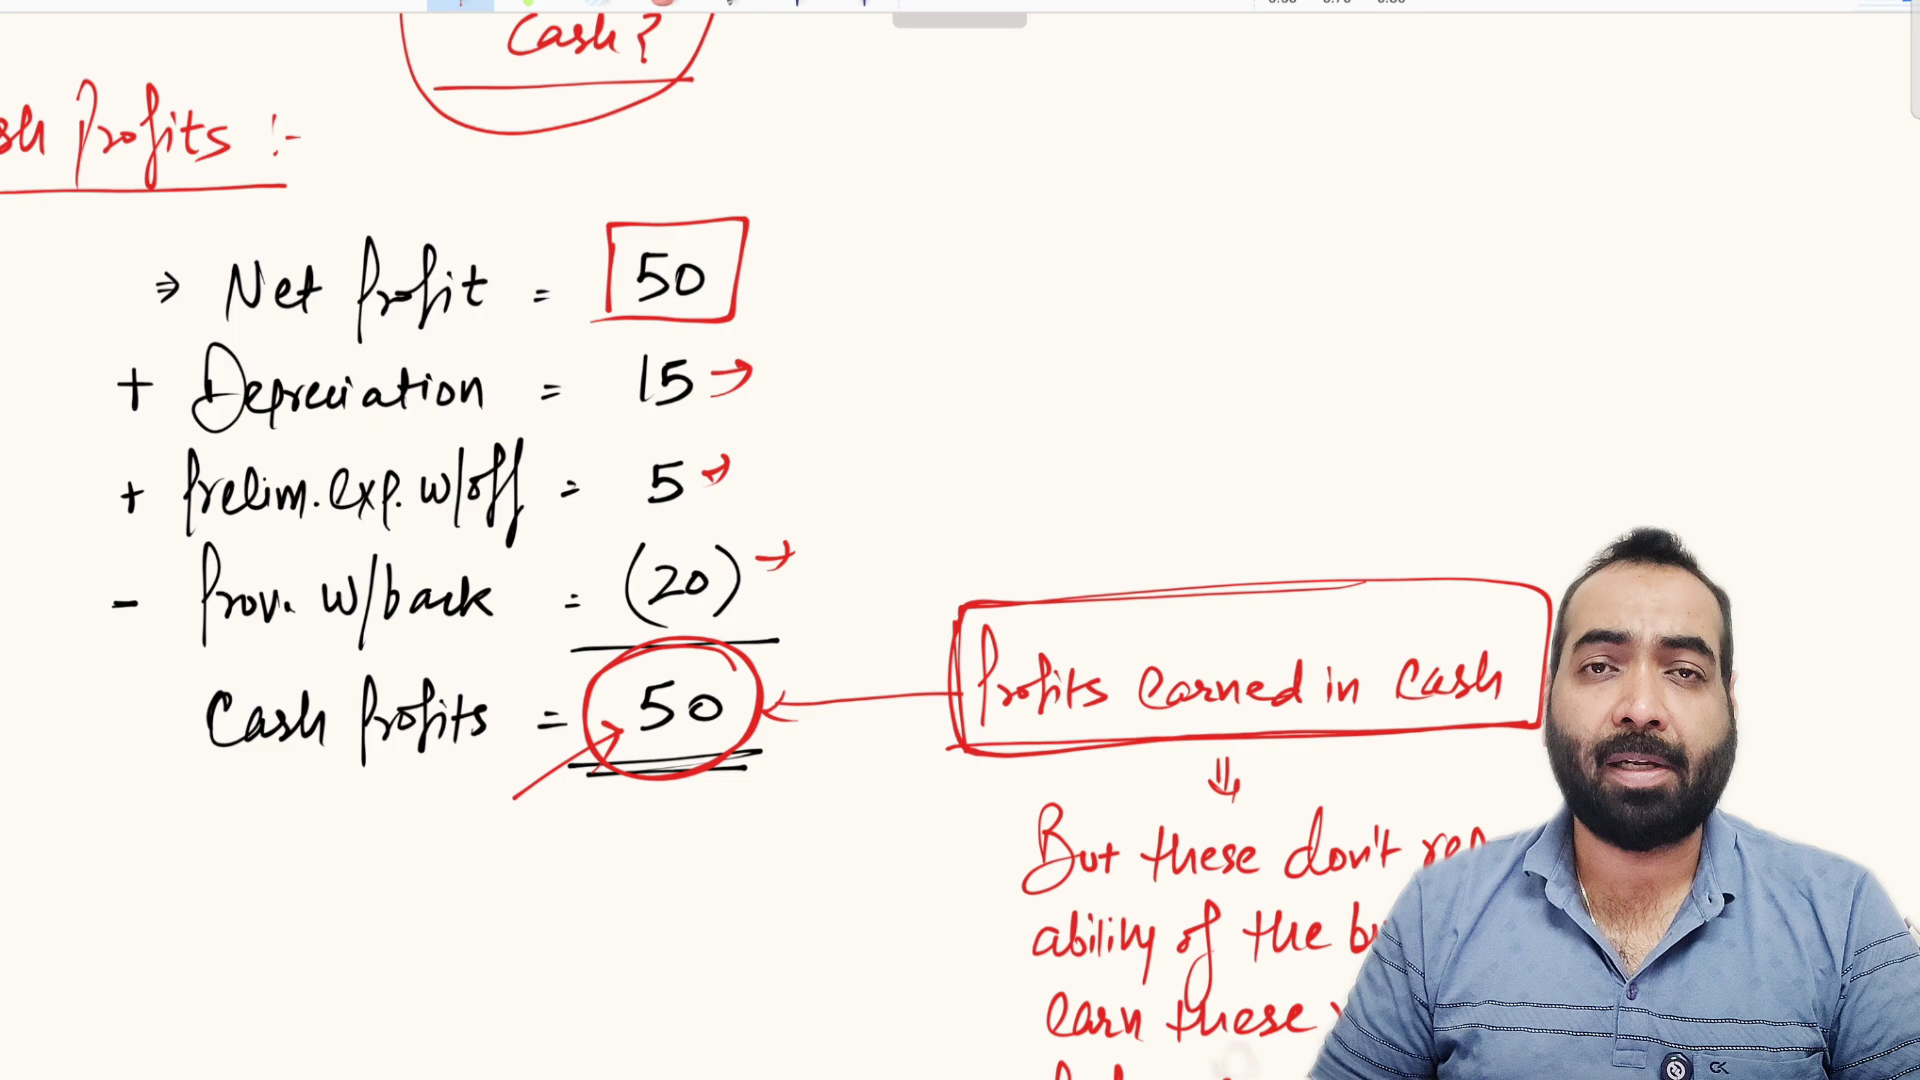 Cash?
Profits :-
⇒ Net Profit = 50
+ Depreciation = 15 →
+ Prelim. exp. w/off = 5 →
- Prov. w/back = (20) →
Cash Profits = 50
Profits earned in cash
⇓
But these don't
ability of the
earn these
CK